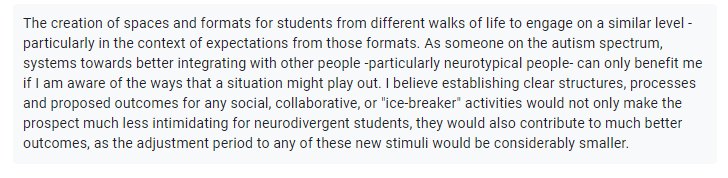 The creation of spaces and formats for students from different walks of life to engage on a similar level -
particularly in the context of expectations from those formats. As someone on the autism spectrum,
systems towards better integrating with other people -particularly neurotypical people- can only benefit me
if I am aware of the ways that a situation might play out. I believe establishing clear structures, processes
and proposed outcomes for any social, collaborative, or "ice-breaker" activities would not only make the
prospect much less intimidating for neurodivergent students, they would also contribute to much better
outcomes, as the adjustment period to any of these new stimuli would be considerably smaller.